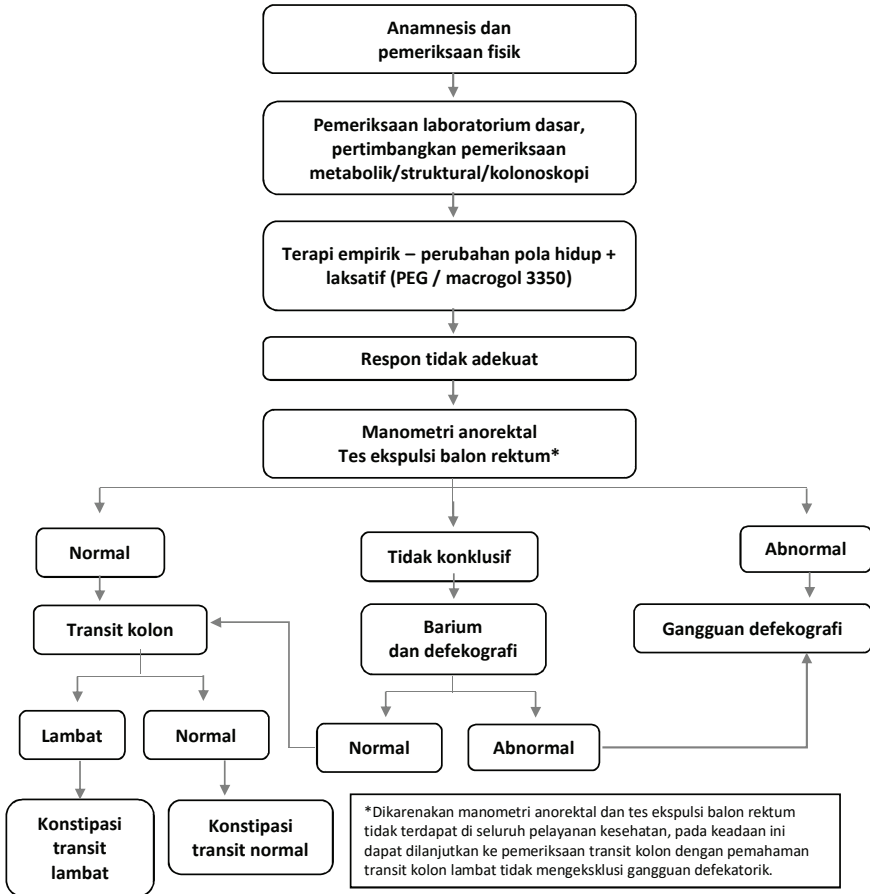 Anamnesis dan
pemeriksaan fisik
Pemeriksaan laboratorium dasar,
pertimbangkan pemeriksaan
metabolik/struktural/kolonoskopi
Terapi empirik – perubahan pola hidup +
laksatif (PEG / macrogol 3350)
Respon tidak adekuat
Manometri anorektal
Tes ekspulsi balon rektum*
Normal
Tidak konklusif
Abnormal
Transit kolon
Barium
dan defekografi
Gangguan defekografi
Lambat
Normal
Normal
Abnormal
Konstipasi
transit
lambat
Konstipasi
transit normal
*Dikarenakan manometri anorektal dan tes ekspulsi balon rektum
tidak terdapat di seluruh pelayanan kesehatan, pada keadaan ini
dapat dilanjutkan ke pemeriksaan transit kolon dengan pemahaman
transit kolon lambat tidak mengeksklusi gangguan defekatorik.